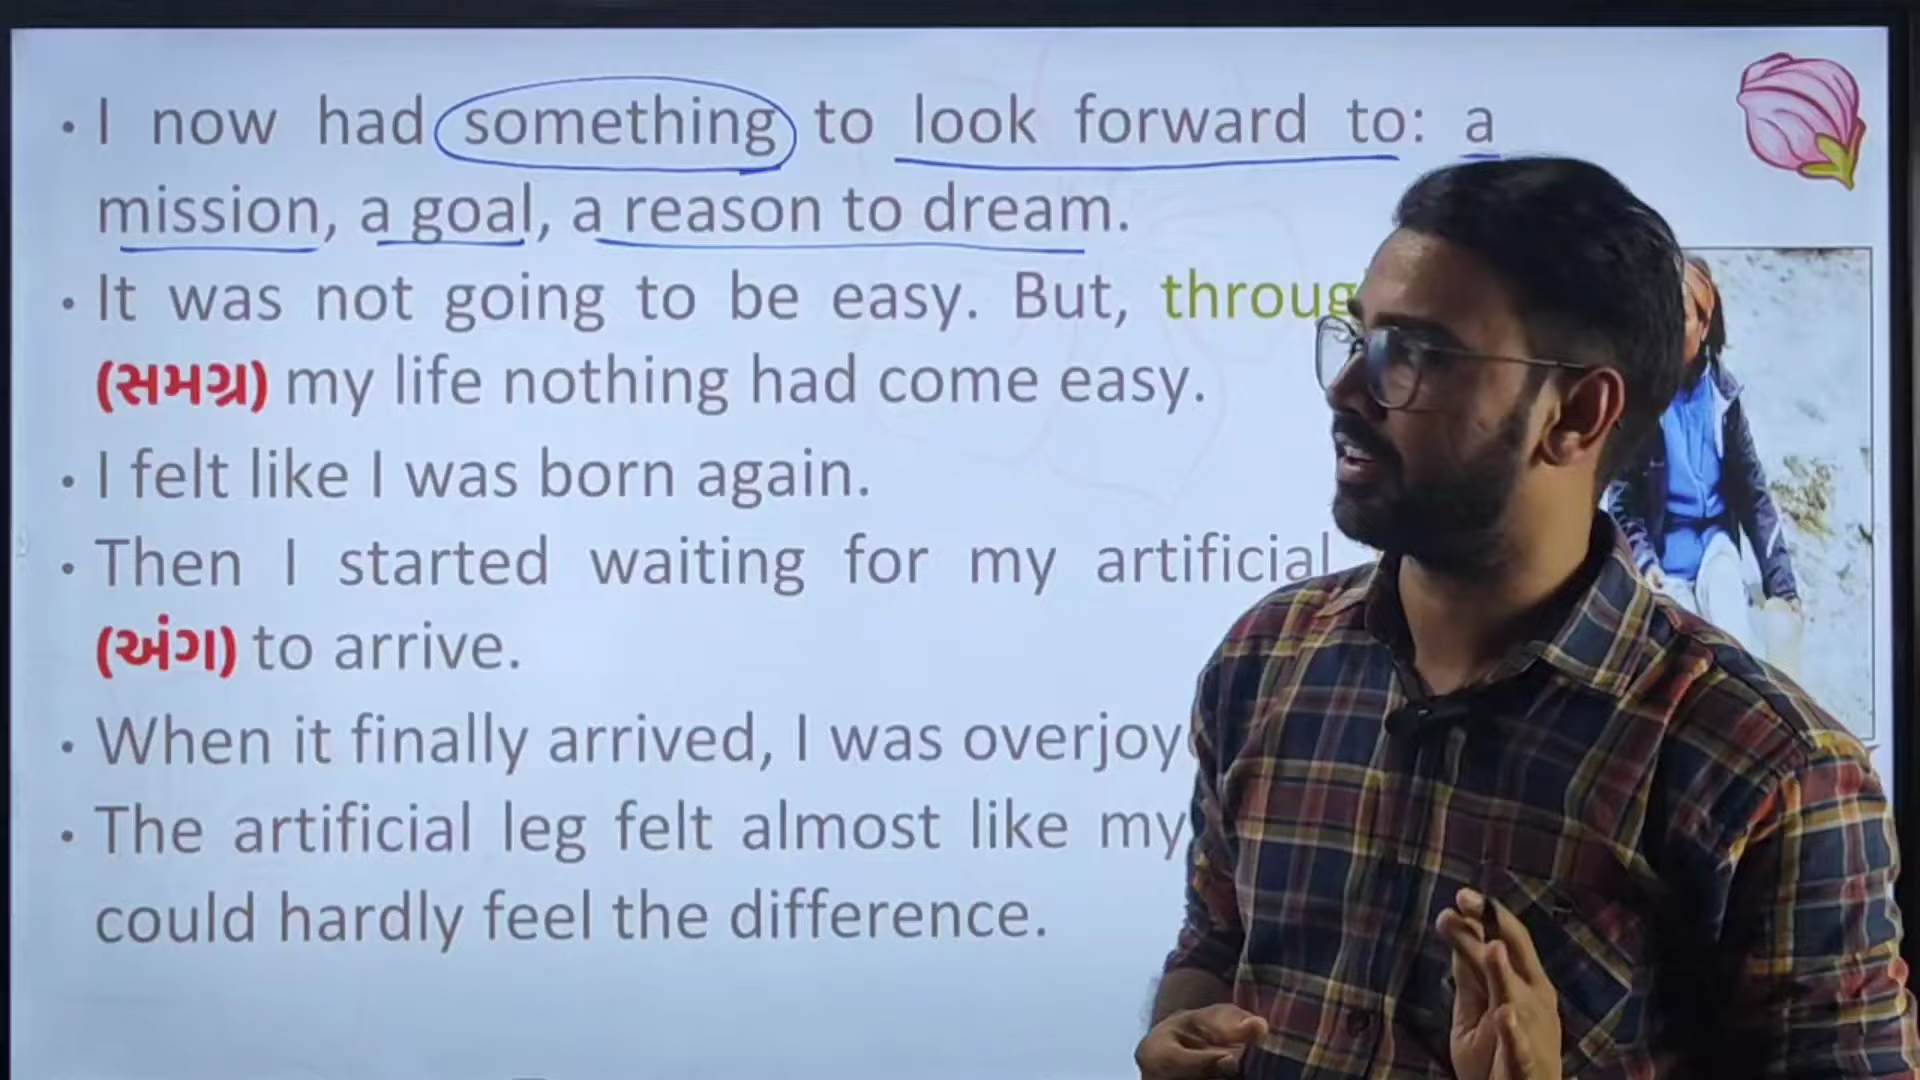 • I now had something to look forward to: a
mission, a goal, a reason to dream.
• It was not going to be easy. But,
(સમગ્ર) my life nothing had come easy.
• I felt like I was born again.
• Then I started waiting for my artificial
(અંગ) to arrive.
• When it finally arrived, I was
• The artificial leg felt almost like my
could hardly feel the difference.